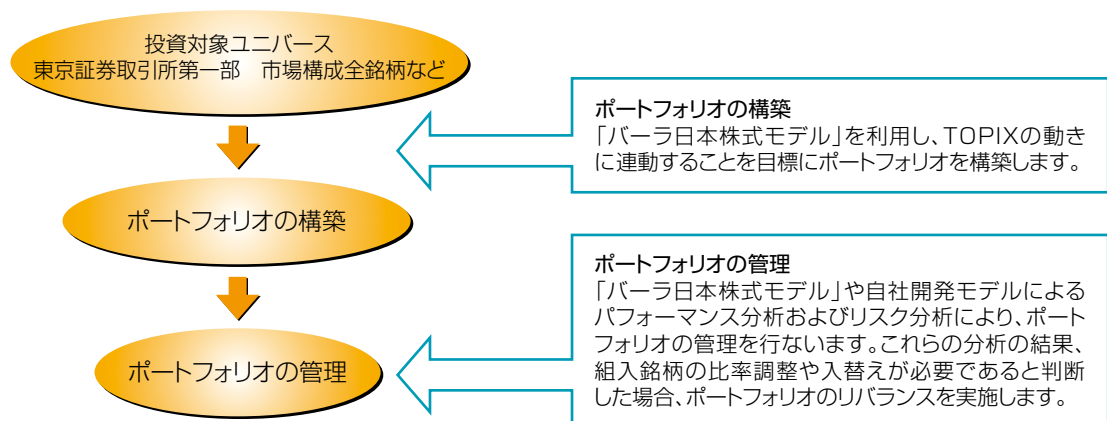 投資対象ユニバース
東京証券取引所第一部　市場構成全銘柄など
ポートフォリオの構築
「バーラ日本株式モデル」を利用し、TOPIXの動き
に連動することを目標にポートフォリオを構築します。
ポートフォリオの構築
ポートフォリオの管理
「バーラ日本株式モデル」や自社開発モデルによる
パフォーマンス分析およびリスク分析により、ポート
フォリオの管理を行ないます。これらの分析の結果、
組入銘柄の比率調整や入替えが必要であると判断
した場合、ポートフォリオのリバランスを実施します。
ポートフォリオの管理